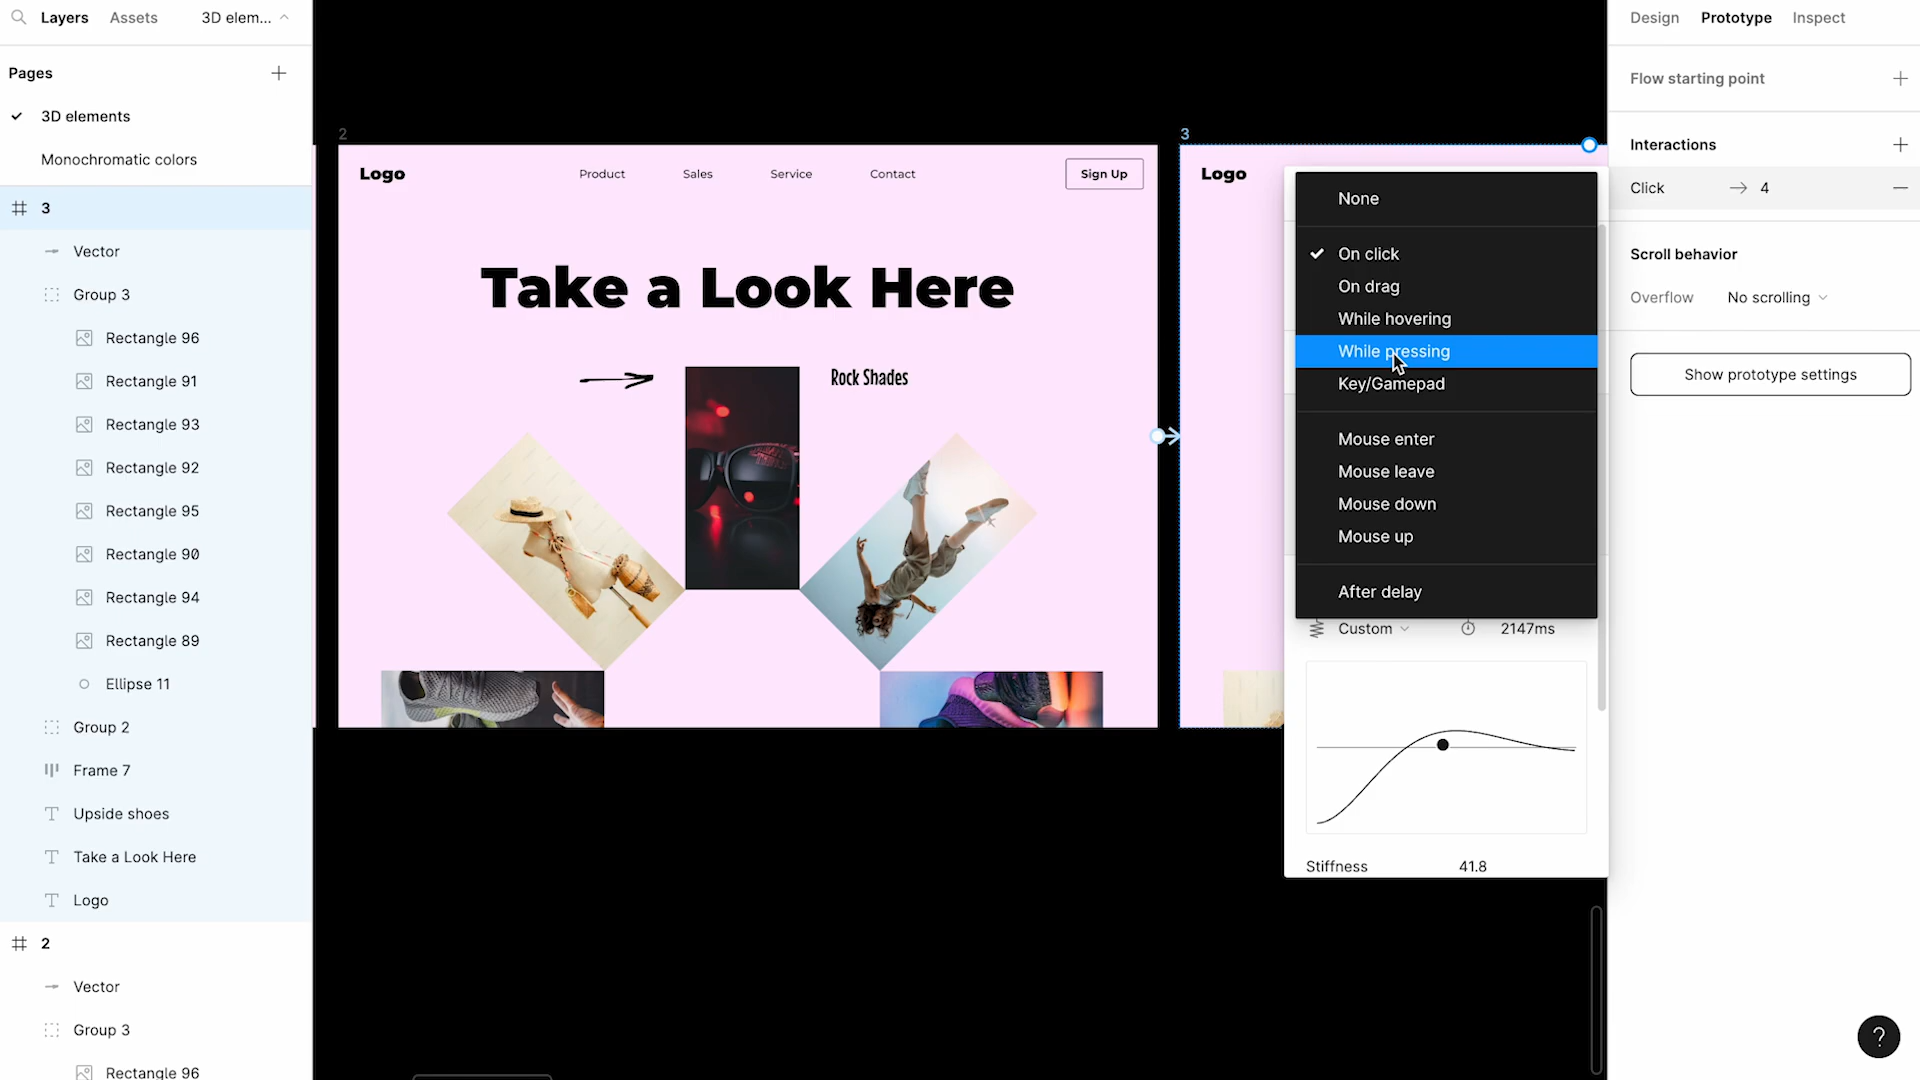 Layers
Assets
3D elem...
Pages
3D elements
Monochromatic colors
3
Vector
Group 3
Rectangle 96
Rectangle 91
Rectangle 93
Rectangle 92
Rectangle 95
Rectangle 90
Rectangle 94
Rectangle 89
Ellipse 11
Group 2
Frame 7
Upside shoes
Take a Look Here
Logo
2
Vector
Group 3
Rectangle 96
2
Logo
Product
Sales
Service
Contact
Sign Up
Take a Look Here
Rock Shades
3
Logo
None
On click
On drag
While hovering
While pressing
Key/Gamepad
Mouse enter
Mouse leave
Mouse down
Mouse up
After delay
Custom
2147ms
Stiffness
41.8
Design
Prototype
Inspect
Flow starting point
Interactions
Click
4
Scroll behavior
Overflow
No scrolling
Show prototype settings
?